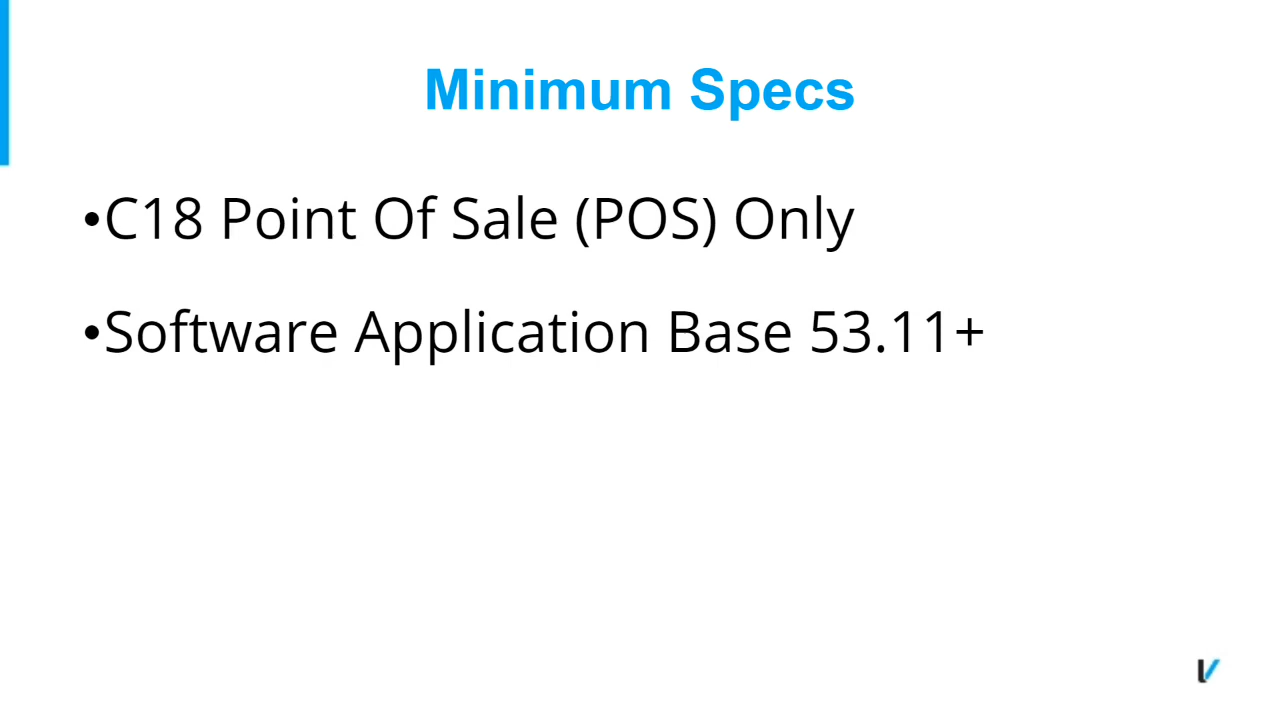 Minimum Specs
•C18 Point Of Sale (POS) Only
•Software Application Base 53.11+